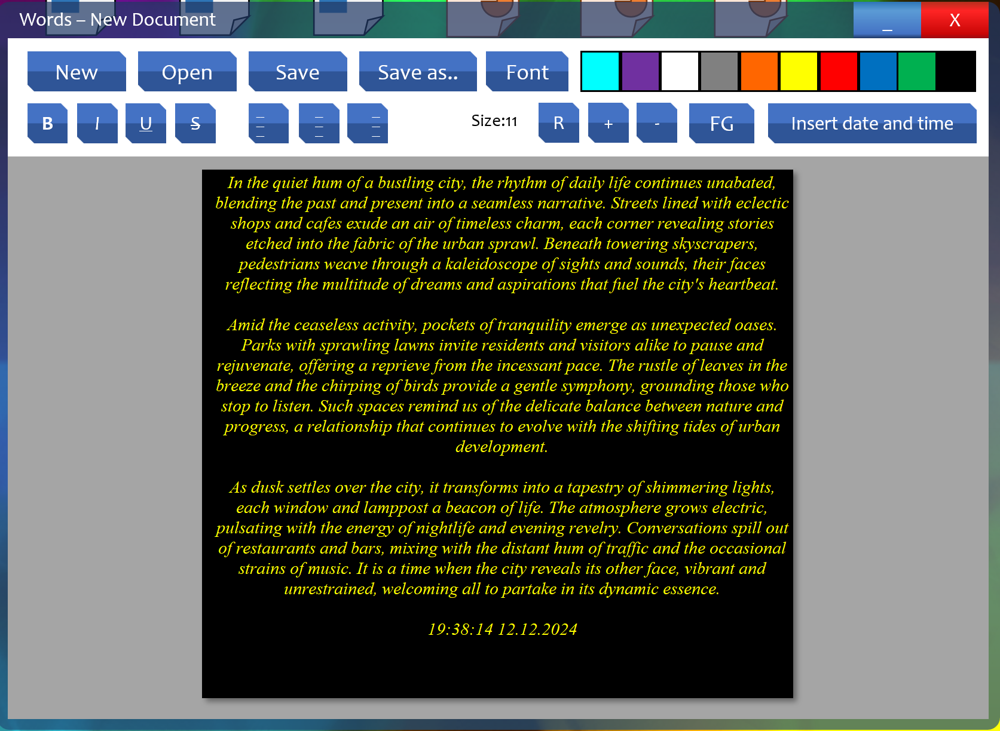 Words – New Document
_ X
New Open Save Save as.. Font
B I U S Size:11 R + - FG Insert date and time
In the quiet hum of a bustling city, the rhythm of daily life continues unabated,
blending the past and present into a seamless narrative. Streets lined with eclectic
shops and cafes exude an air of timeless charm, each corner revealing stories
etched into the fabric of the urban sprawl. Beneath towering skyscrapers,
pedestrians weave through a kaleidoscope of sights and sounds, their faces
reflecting the multitude of dreams and aspirations that fuel the city's heartbeat.
Amid the ceaseless activity, pockets of tranquility emerge as unexpected oases.
Parks with sprawling lawns invite residents and visitors alike to pause and
rejuvenate, offering a reprieve from the incessant pace. The rustle of leaves in the
breeze and the chirping of birds provide a gentle symphony, grounding those who
stop to listen. Such spaces remind us of the delicate balance between nature and
progress, a relationship that continues to evolve with the shifting tides of urban
development.
As dusk settles over the city, it transforms into a tapestry of shimmering lights,
each window and lamppost a beacon of life. The atmosphere grows electric,
pulsating with the energy of nightlife and evening revelry. Conversations spill out
of restaurants and bars, mixing with the distant hum of traffic and the occasional
strains of music. It is a time when the city reveals its other face, vibrant and
unrestrained, welcoming all to partake in its dynamic essence.
19:38:14 12.12.2024